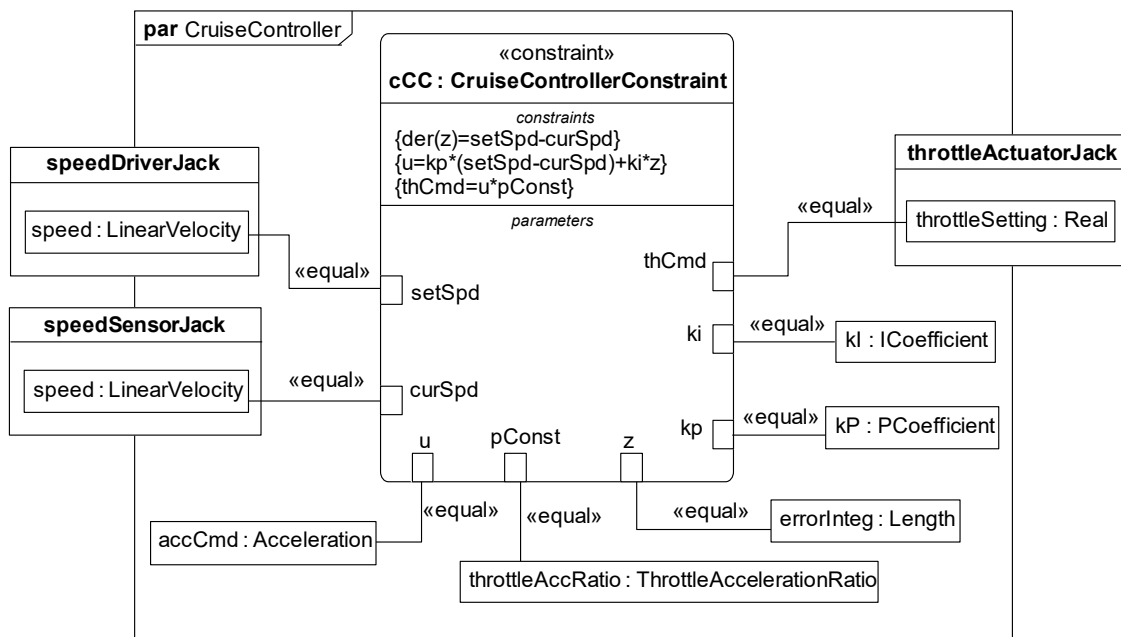 par CruiseController
«constraint»
cCC : CruiseControllerConstraint
constraints
{der(z)=setSpd-curSpd}
{u=kp*(setSpd-curSpd)+ki*z}
{thCmd=u*pConst}
parameters
speedDriverJack
speed : LinearVelocity
«equal»
setSpd
speedSensorJack
speed : LinearVelocity
«equal»
curSpd
throttleActuatorJack
throttleSetting : Real
«equal»
thCmd
ki
«equal»
kI : ICoefficient
kp
«equal»
kP : PCoefficient
u
pConst
z
«equal»
«equal»
«equal»
accCmd : Acceleration
throttleAccRatio : ThrottleAccelerationRatio
errorInteg : Length